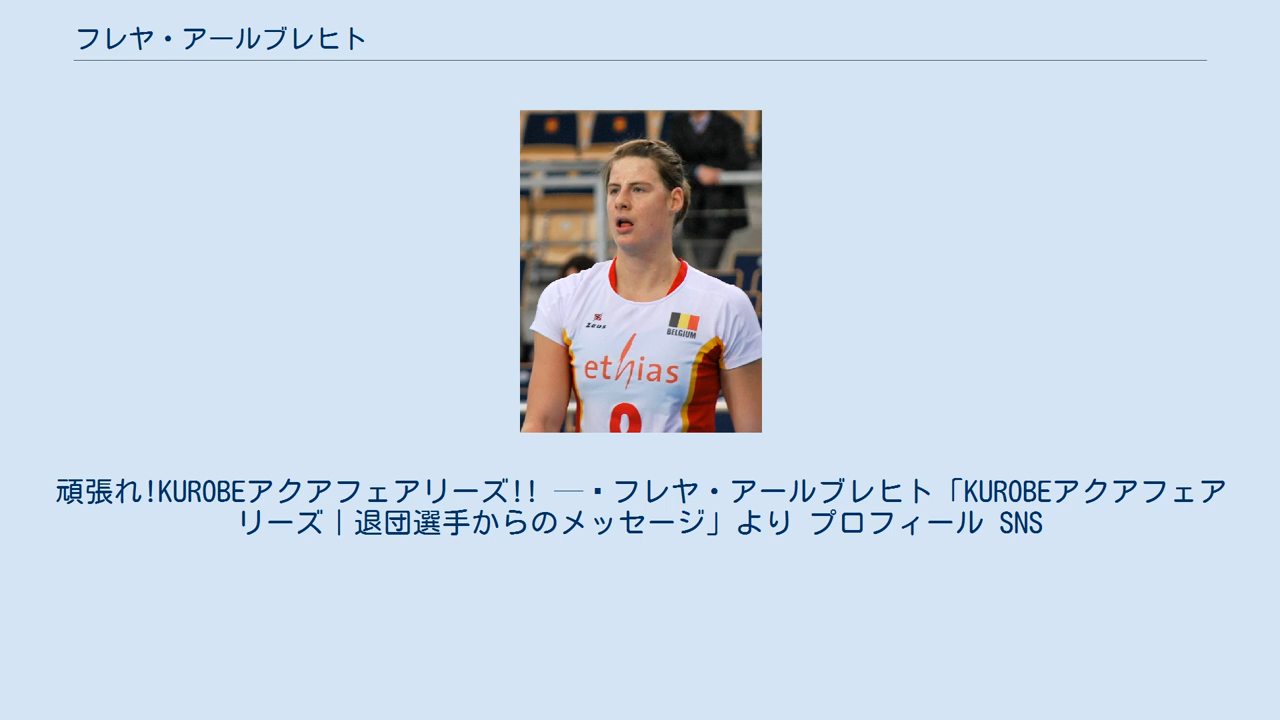 フレヤ・アールブレヒト
Zeus
BELGIUM
ethias
頑張れ!KUROBEアクアフェアリーズ!! ―▪フレヤ・アールブレヒト「KUROBEアクアフェア
リーズ｜退団選手からのメッセージ」より プロフィール SNS